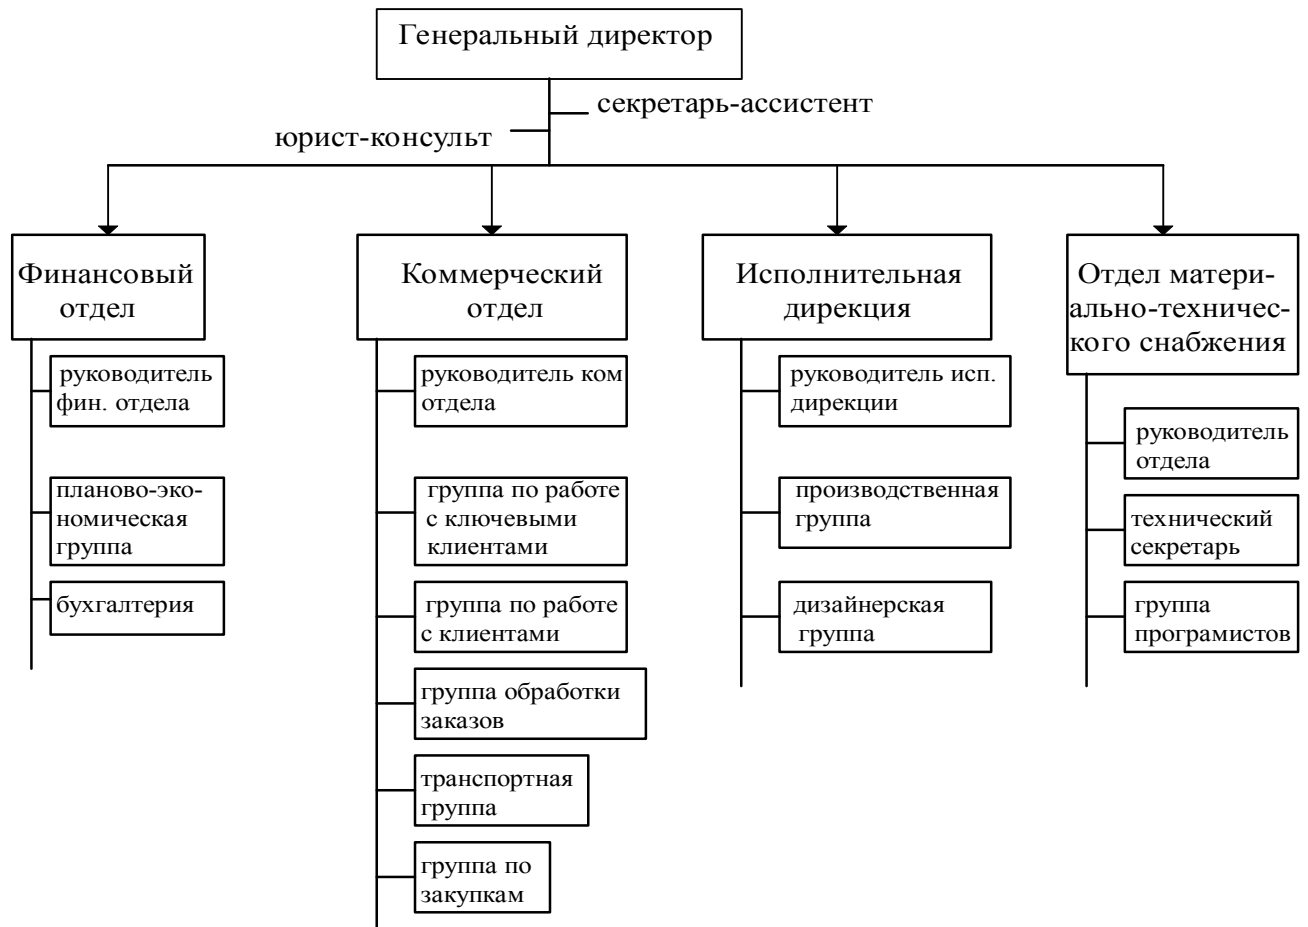 Генеральный директор
секретарь-ассистент
юрист-консульт
Финансовый
отдел
руководитель
фин. отдела
планово-эко-
номическая
группа
бухгалтерия
Коммерческий
отдел
руководитель ком
отдела
группа по работе
с ключевыми
клиентами
группа по работе
с клиентами
группа обработки
заказов
транспортная
группа
группа по
закупкам
Исполнительная
дирекция
руководитель исп.
дирекции
производственная
группа
дизайнерская
группа
Отдел матери-
ально-техничес-
кого снабжения
руководитель
отдела
технический
секретарь
группа
програмистов